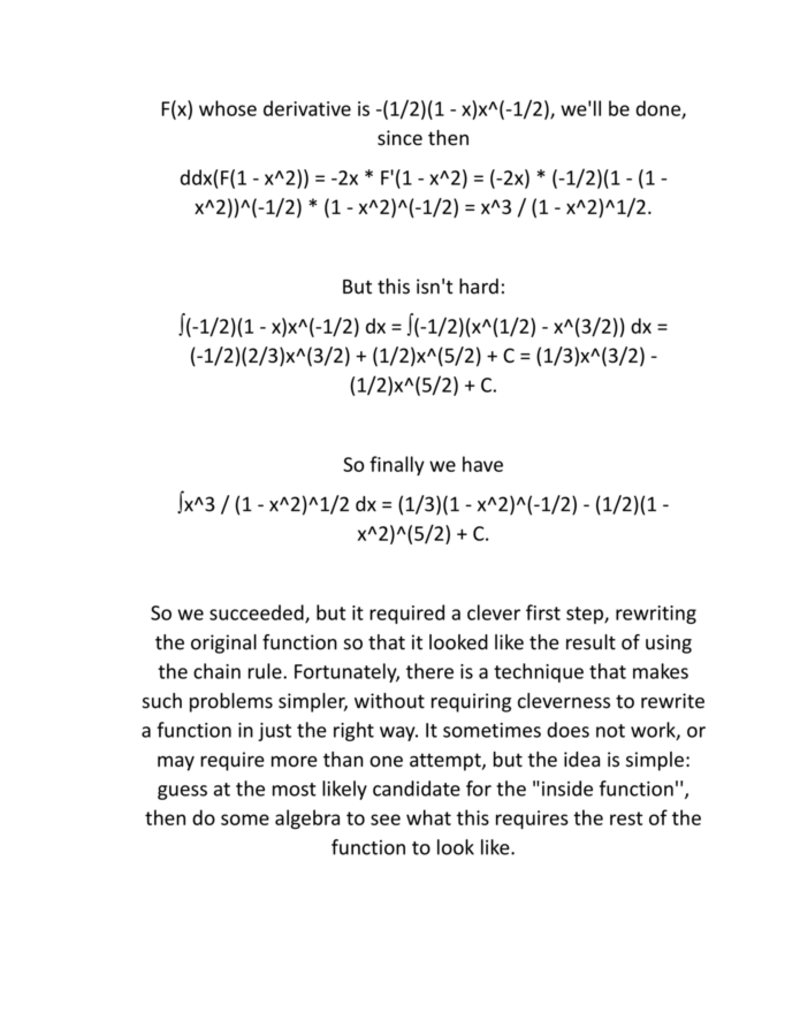 F(x) whose derivative is -(1/2)(1 - x)x^(-1/2), we'll be done,
since then
ddx(F(1 - x^2)) = -2x * F'(1 - x^2) = (-2x) * (-1/2)(1 - (1 -
x^2))^(-1/2) * (1 - x^2)^(-1/2) = x^3 / (1 - x^2)^1/2.
But this isn't hard:
∫(-1/2)(1 - x)x^(-1/2) dx = ∫(-1/2)(x^(1/2) - x^(3/2)) dx =
(-1/2)(2/3)x^(3/2) + (1/2)x^(5/2) + C = (1/3)x^(3/2) -
(1/2)x^(5/2) + C.
So finally we have
∫x^3 / (1 - x^2)^1/2 dx = (1/3)(1 - x^2)^(-1/2) - (1/2)(1 -
x^2)^(5/2) + C.
So we succeeded, but it required a clever first step, rewriting
the original function so that it looked like the result of using
the chain rule. Fortunately, there is a technique that makes
such problems simpler, without requiring cleverness to rewrite
a function in just the right way. It sometimes does not work, or
may require more than one attempt, but the idea is simple:
guess at the most likely candidate for the "inside function'',
then do some algebra to see what this requires the rest of the
function to look like.